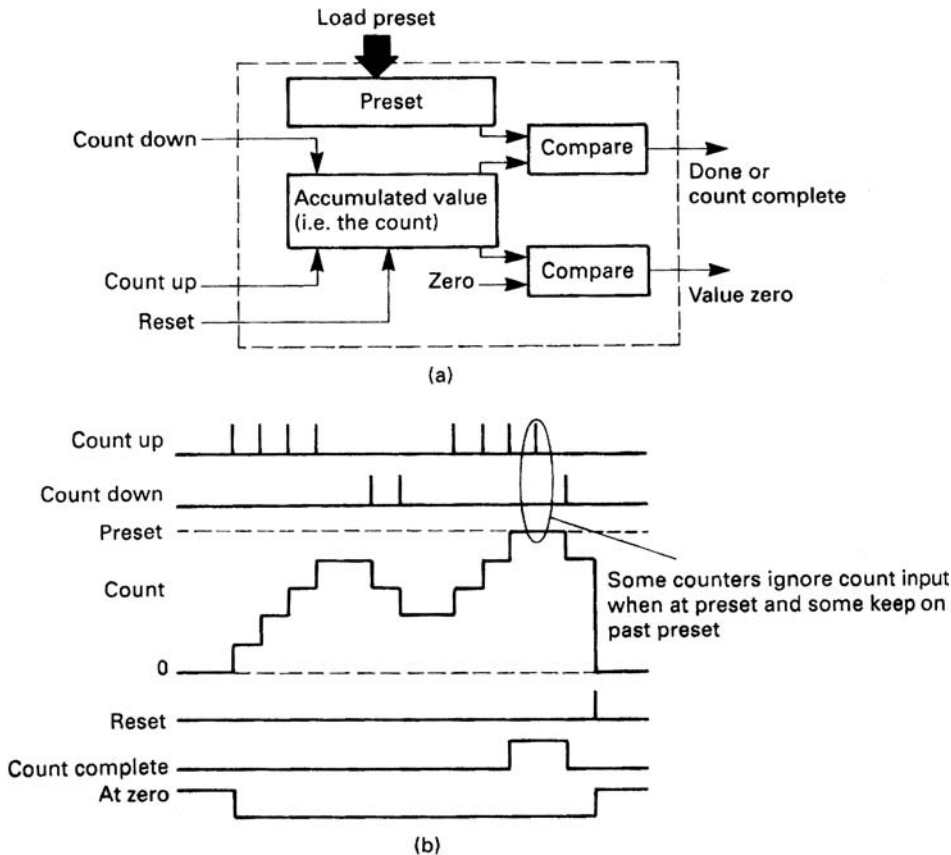 Load preset
Preset
Count down
Compare
Done or
count complete
Accumulated value
(i.e. the count)
Count up
Zero
Compare
Value zero
Reset
(a)
Count up
Count down
Preset
Count
Some counters ignore count input
when at preset and some keep on
past preset
0
Reset
Count complete
At zero
(b)